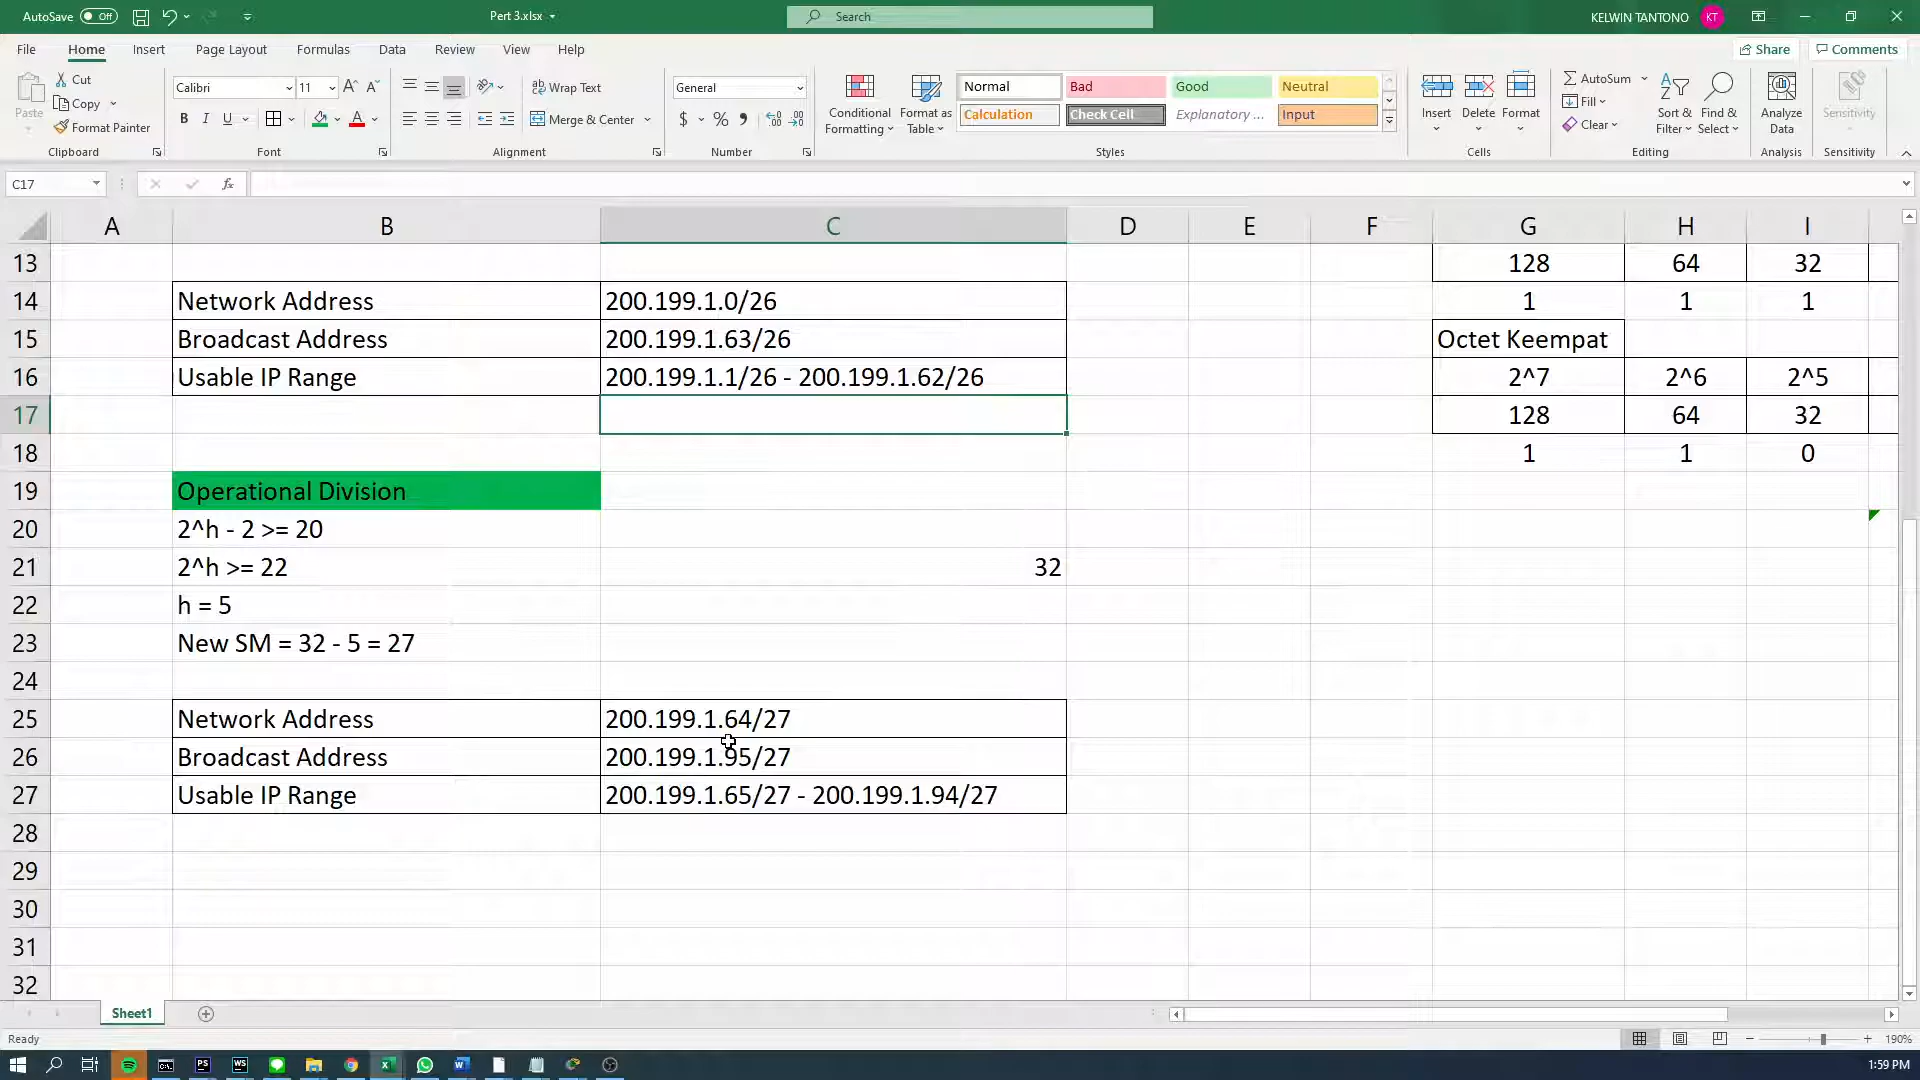 AutoSave Off
Part 3.xlsx
Search
KELWIN TANTONO KT
File Home Insert Page Layout Formulas Data Review View Help
Share Comments
Paste
Cut
Copy
Format Painter
Clipboard
Calibri 11
B I U
Font
Wrap Text
Merge & Center
Alignment
General
$ % ,
Number
Conditional Formatting
Format as Table
Normal Bad Good Neutral
Calculation Check Cell Explanatory ... Input
Styles
Insert Delete Format
Cells
AutoSum
Fill
Clear
Sort & Filter
Find & Select
Editing
Analyze Data
Analysis
Sensitivity
Sensitivity
C17 fx
A B C D E F G H I
13 128 64 32
14 Network Address 200.199.1.0/26 1 1 1
15 Broadcast Address 200.199.1.63/26 Octet Keempat
16 Usable IP Range 200.199.1.1/26 - 200.199.1.62/26 2^7 2^6 2^5
17 128 64 32
18 1 1 0
19 Operational Division
20 2^h - 2 >= 20
21 2^h >= 22 32
22 h = 5
23 New SM = 32 - 5 = 27
24
25 Network Address 200.199.1.64/27
26 Broadcast Address 200.199.1.95/27
27 Usable IP Range 200.199.1.65/27 - 200.199.1.94/27
28
29
30
31
32
Sheet1
Ready
190%
1:59 PM